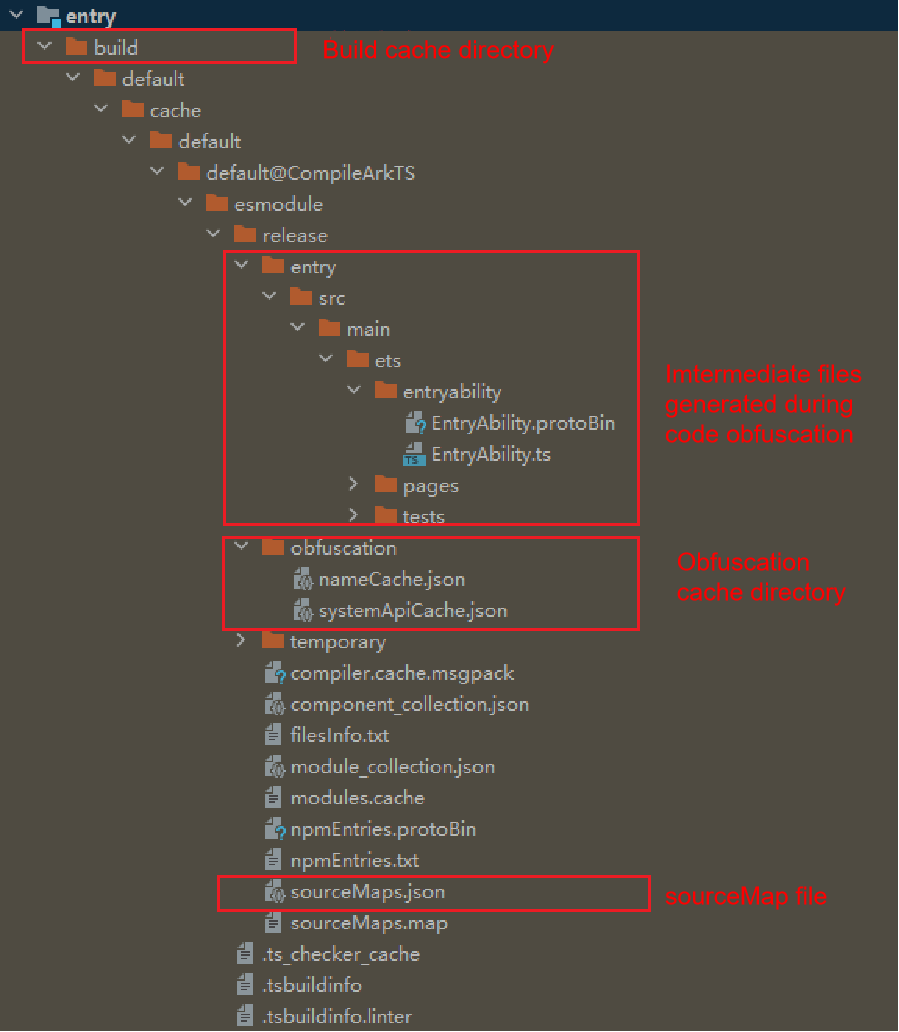 entry
build
Build cache directory
default
cache
default
default@CompileArkTS
esmodule
release
entry
src
main
ets
Imtermediate files
generated during
code obfuscation
entryability
EntryAbility.protoBin
TS EntryAbility.ts
pages
tests
obfuscation
Obfuscation
cache directory
nameCache.json
systemApiCache.json
temporary
compiler.cache.msgpack
component_collection.json
filesInfo.txt
module_collection.json
modules.cache
npmEntries.protoBin
npmEntries.txt
sourceMaps.json
sourceMap file
sourceMaps.map
.ts_checker_cache
.tsbuildinfo
.tsbuildinfo.linter